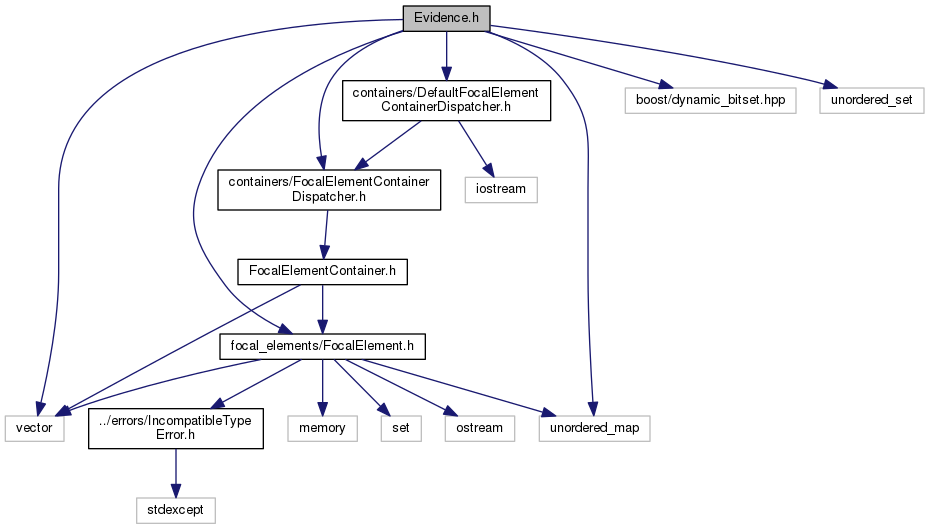 Evidence.h
containers/DefaultFocalElement
ContainerDispatcher.h
boost/dynamic_bitset.hpp
unordered_set
containers/FocalElementContainer
Dispatcher.h
iostream
FocalElementContainer.h
focal_elements/FocalElement.h
vector
../errors/IncompatibleType
Error.h
memory
set
ostream
unordered_map
stdexcept